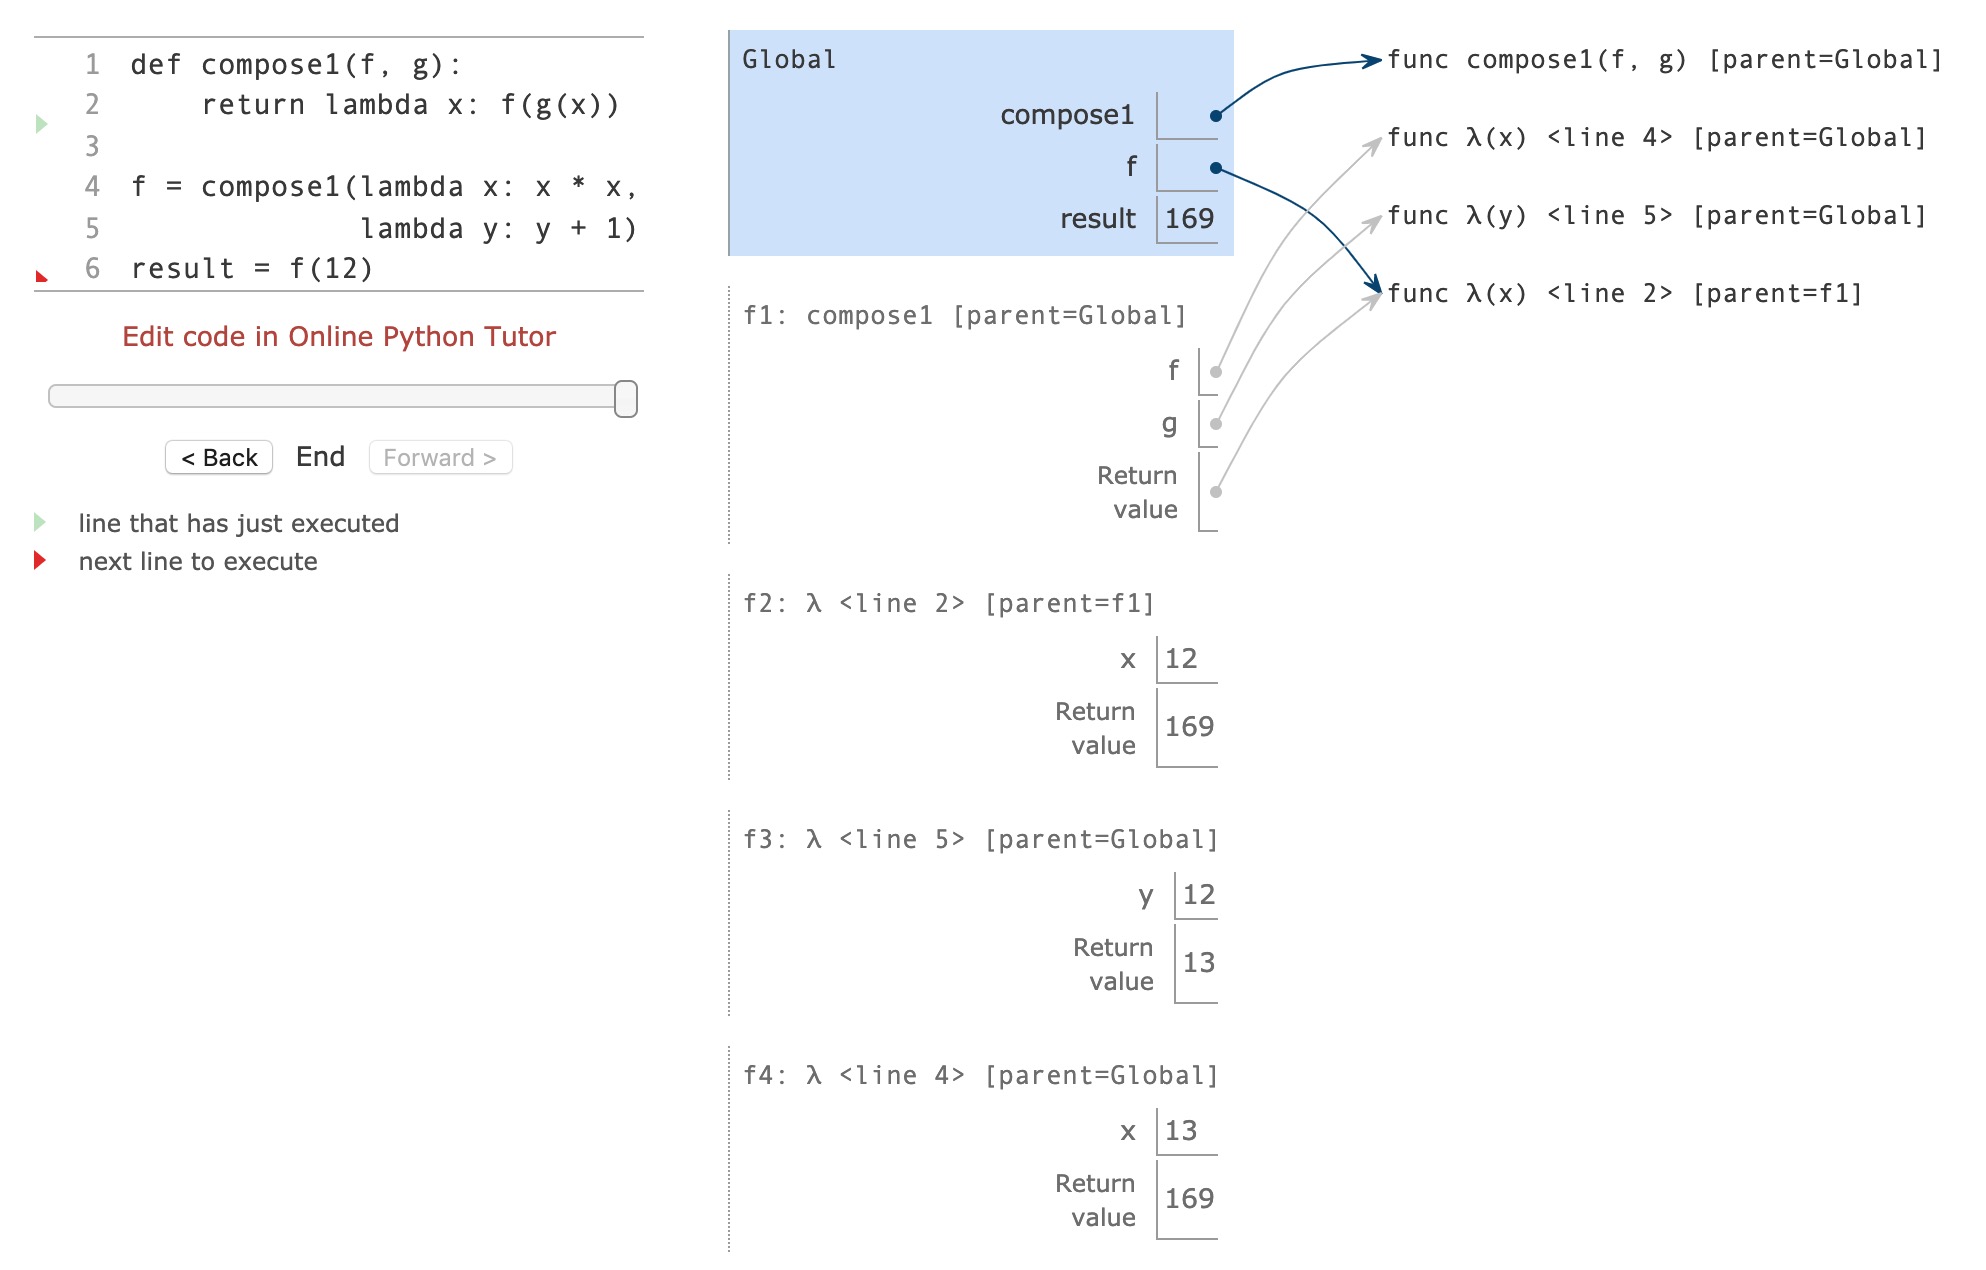 1 def compose1(f, g):
2     return lambda x: f(g(x))
3
4 f = compose1(lambda x: x * x,
5              lambda y: y + 1)
6 result = f(12)
Edit code in Online Python Tutor
< Back End Forward >
line that has just executed
next line to execute
Global
compose1
f
result 169
func compose1(f, g) [parent=Global]
func λ(x) <line 4> [parent=Global]
func λ(y) <line 5> [parent=Global]
func λ(x) <line 2> [parent=f1]
f1: compose1 [parent=Global]
f
g
Return
value
f2: λ <line 2> [parent=f1]
x 12
Return
value 169
f3: λ <line 5> [parent=Global]
y 12
Return
value 13
f4: λ <line 4> [parent=Global]
x 13
Return
value 169